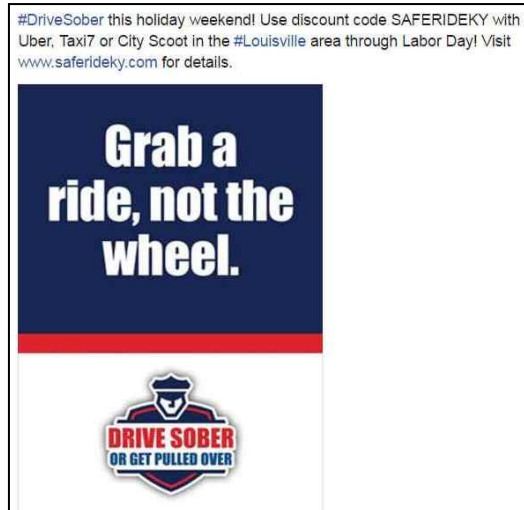 #DriveSober this holiday weekend! Use discount code SAFERIDEKY with
Uber, Taxi7 or City Scoot in the #Louisville area through Labor Day! Visit
www.saferideky.com for details.
Grab a
ride, not the
wheel.
DRIVE SOBER
OR GET PULLED OVER